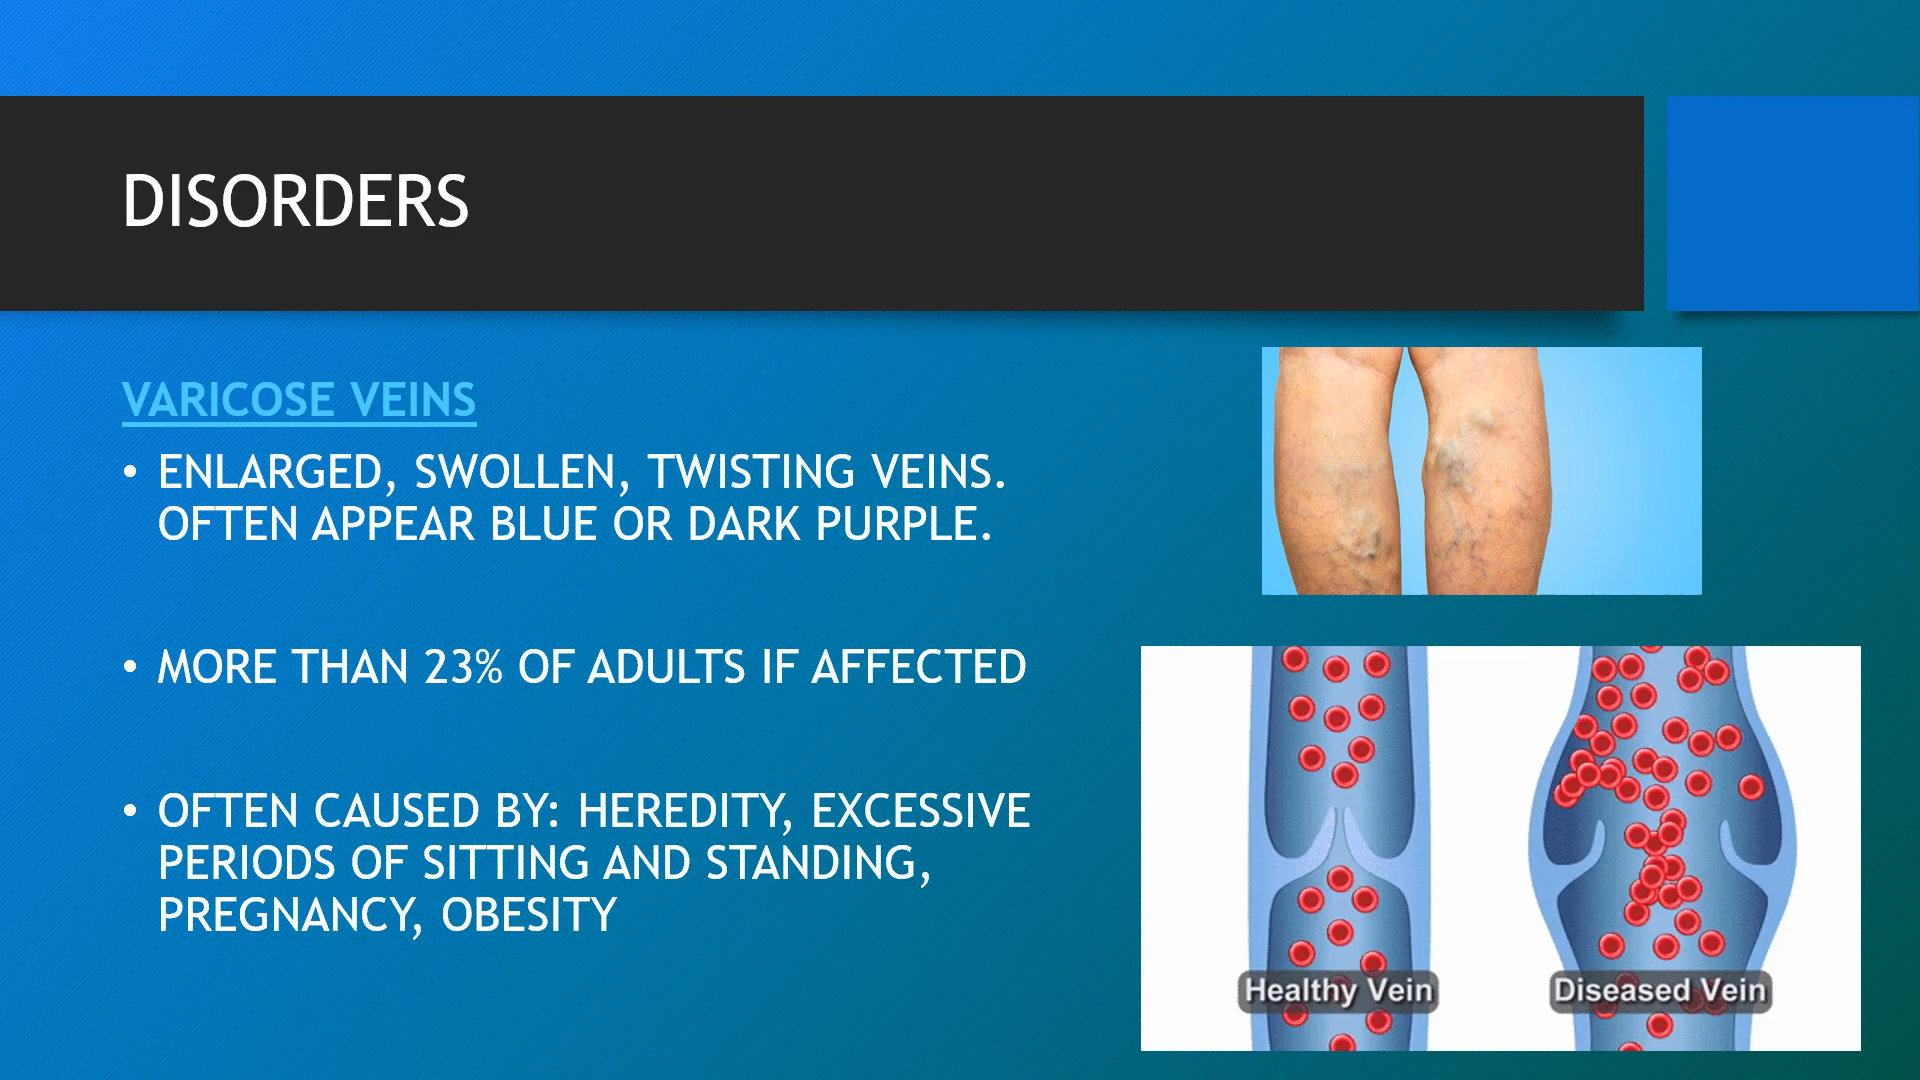 DISORDERS
VARICOSE VEINS
• ENLARGED, SWOLLEN, TWISTING VEINS.
OFTEN APPEAR BLUE OR DARK PURPLE.
• MORE THAN 23% OF ADULTS IF AFFECTED
• OFTEN CAUSED BY: HEREDITY, EXCESSIVE
PERIODS OF SITTING AND STANDING,
PREGNANCY, OBESITY
Healthy Vein
Diseased Vein